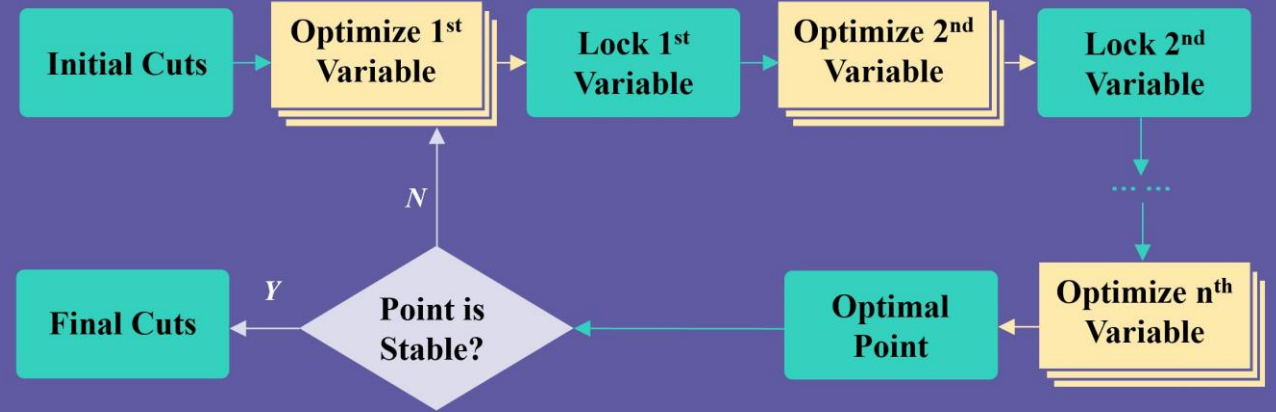 Initial Cuts
Optimize 1st
Variable
Lock 1st
Variable
Optimize 2nd
Variable
Lock 2nd
Variable
... ...
Optimize nth
Variable
Optimal
Point
Point is
Stable?
N
Y
Final Cuts